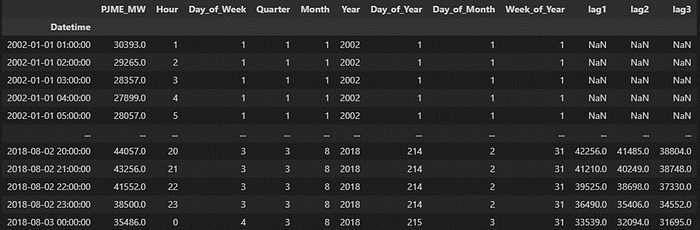 PJME_MW Hour Day_of_Week Quarter Month Year Day_of_Year Day_of_Month Week_of_Year lag1 lag2 lag3
Datetime
2002-01-01 01:00:00 30393.0 1 1 1 1 2002 1 1 1 NaN NaN NaN
2002-01-01 02:00:00 29265.0 2 1 1 1 2002 1 1 1 NaN NaN NaN
2002-01-01 03:00:00 28357.0 3 1 1 1 2002 1 1 1 NaN NaN NaN
2002-01-01 04:00:00 27899.0 4 1 1 1 2002 1 1 1 NaN NaN NaN
2002-01-01 05:00:00 28057.0 5 1 1 1 2002 1 1 1 NaN NaN NaN
... ... ... ... ... ... ... ... ... ... ... ... ...
2018-08-02 20:00:00 44057.0 20 3 3 8 2018 214 2 31 42256.0 41485.0 38804.0
2018-08-02 21:00:00 43256.0 21 3 3 8 2018 214 2 31 41210.0 40249.0 38748.0
2018-08-02 22:00:00 41552.0 22 3 3 8 2018 214 2 31 39525.0 38698.0 37330.0
2018-08-02 23:00:00 38500.0 23 3 3 8 2018 214 2 31 36490.0 35406.0 34552.0
2018-08-03 00:00:00 35486.0 0 4 3 8 2018 215 3 31 33539.0 32094.0 31695.0